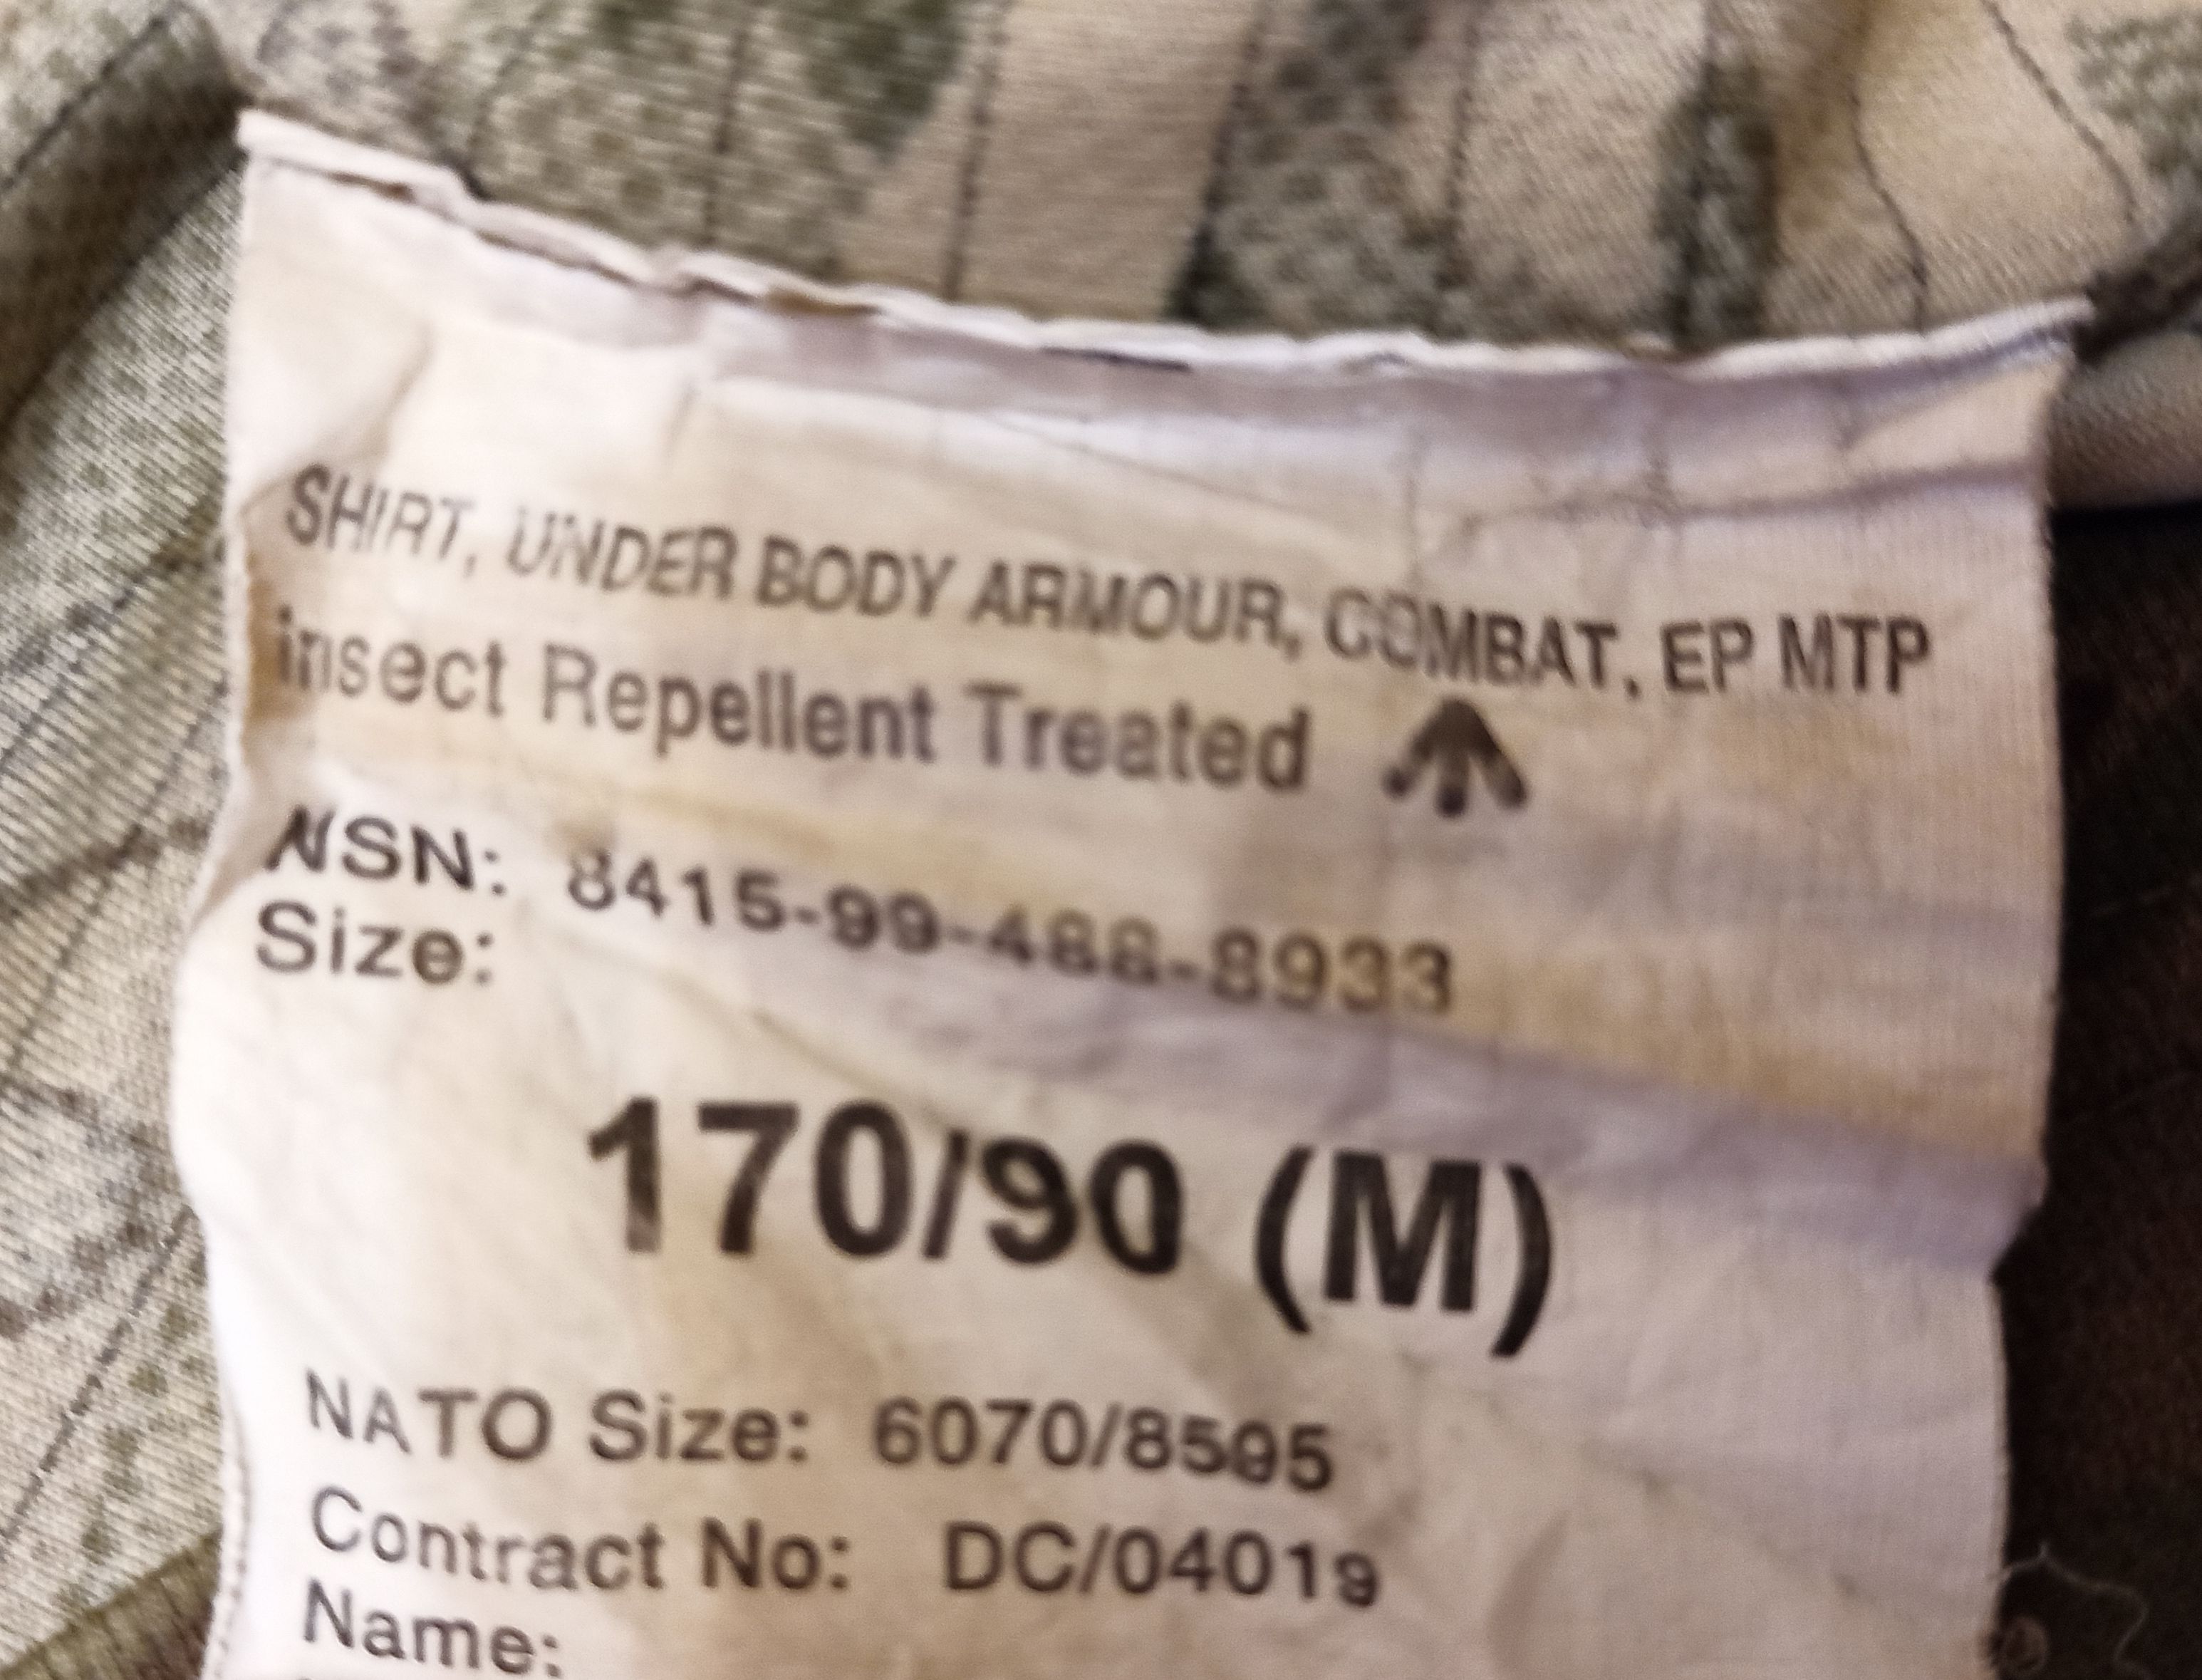 SHIRT, UNDER BODY ARMOUR, COMBAT, EP MTP
insect Repellent Treated
NSN: 8415-99-488-8933
Size:
170/90 (M)
NATO Size: 6070/8595
Contract No: DC/04019
Name: